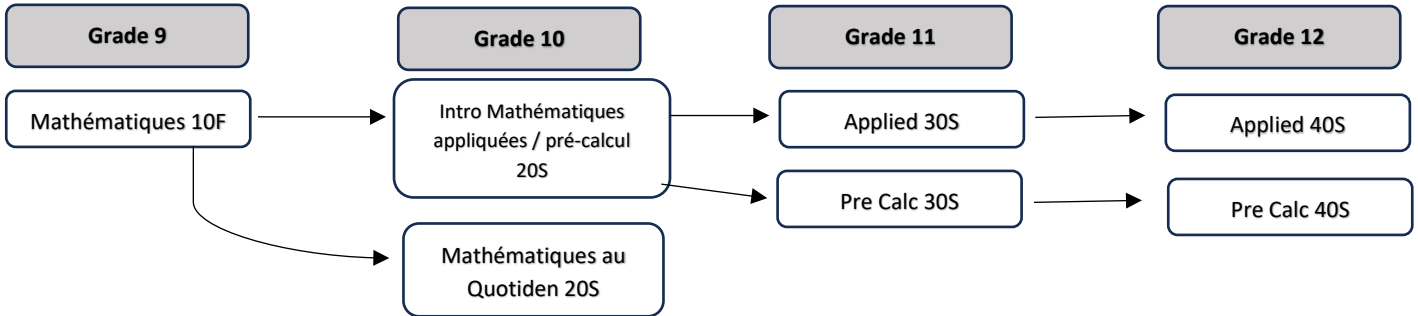 Grade 9
Grade 10
Grade 11
Grade 12
Mathématiques 10F
Intro Mathématiques
appliquées / pré-calcul
20S
Applied 30S
Applied 40S
Pre Calc 30S
Pre Calc 40S
Mathématiques au
Quotiden 20S